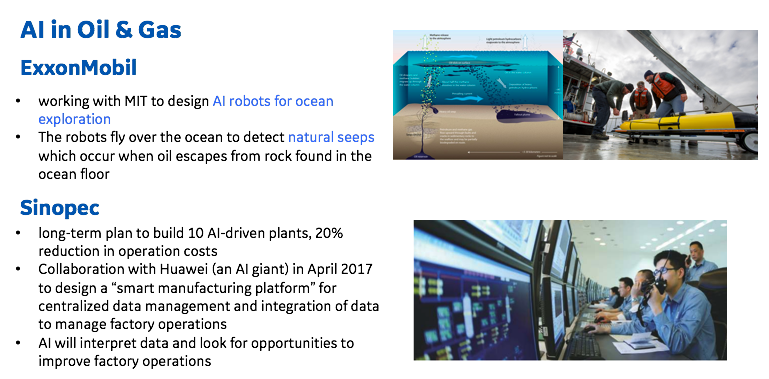 AI in Oil & Gas
ExxonMobil
• working with MIT to design AI robots for ocean
exploration
• The robots fly over the ocean to detect natural seeps
which occur when oil escapes from rock found in the
ocean floor
Sinopec
• long-term plan to build 10 AI-driven plants, 20%
reduction in operation costs
• Collaboration with Huawei (an AI giant) in April 2017
to design a “smart manufacturing platform” for
centralized data management and integration of data
to manage factory operations
• AI will interpret data and look for opportunities to
improve factory operations